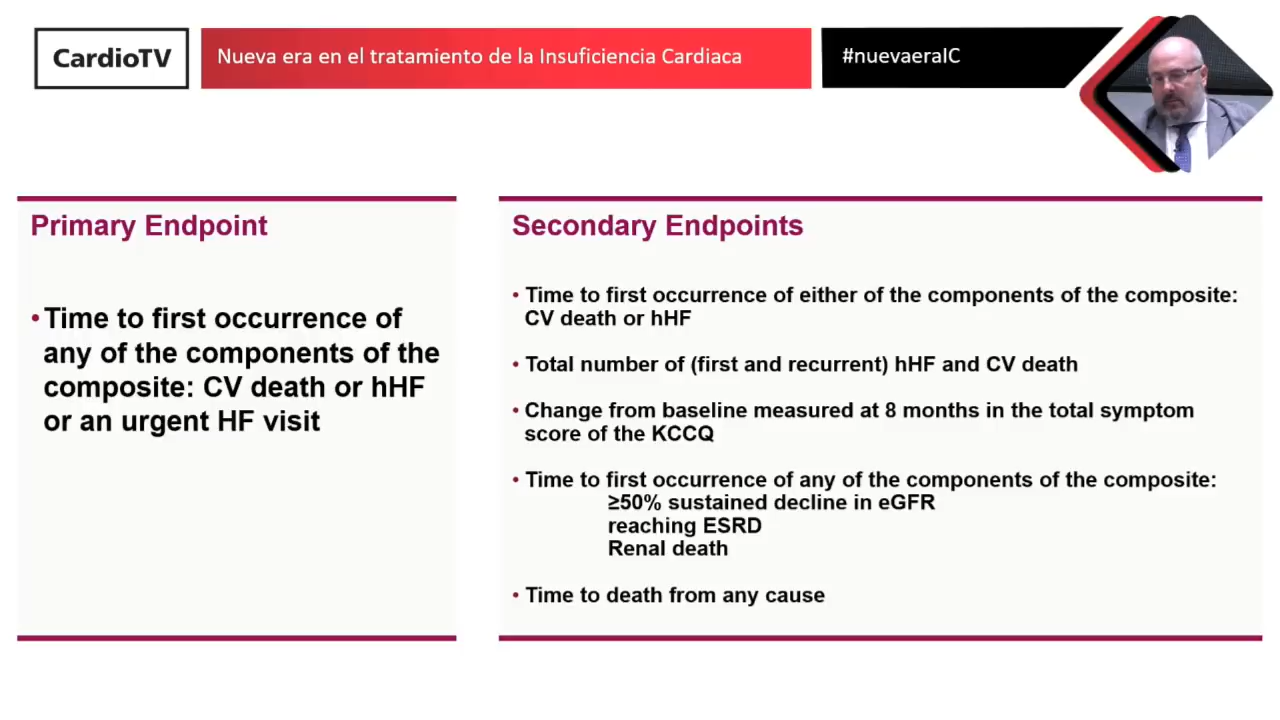 CardioTV
Nueva era en el tratamiento de la Insuficiencia Cardiaca
#nuevaeraIC
Primary Endpoint
•Time to first occurrence of
any of the components of the
composite: CV death or hHF
or an urgent HF visit
Secondary Endpoints
• Time to first occurrence of either of the components of the composite:
CV death or hHF
• Total number of (first and recurrent) hHF and CV death
• Change from baseline measured at 8 months in the total symptom
score of the KCCQ
• Time to first occurrence of any of the components of the composite:
≥50% sustained decline in eGFR
reaching ESRD
Renal death
• Time to death from any cause